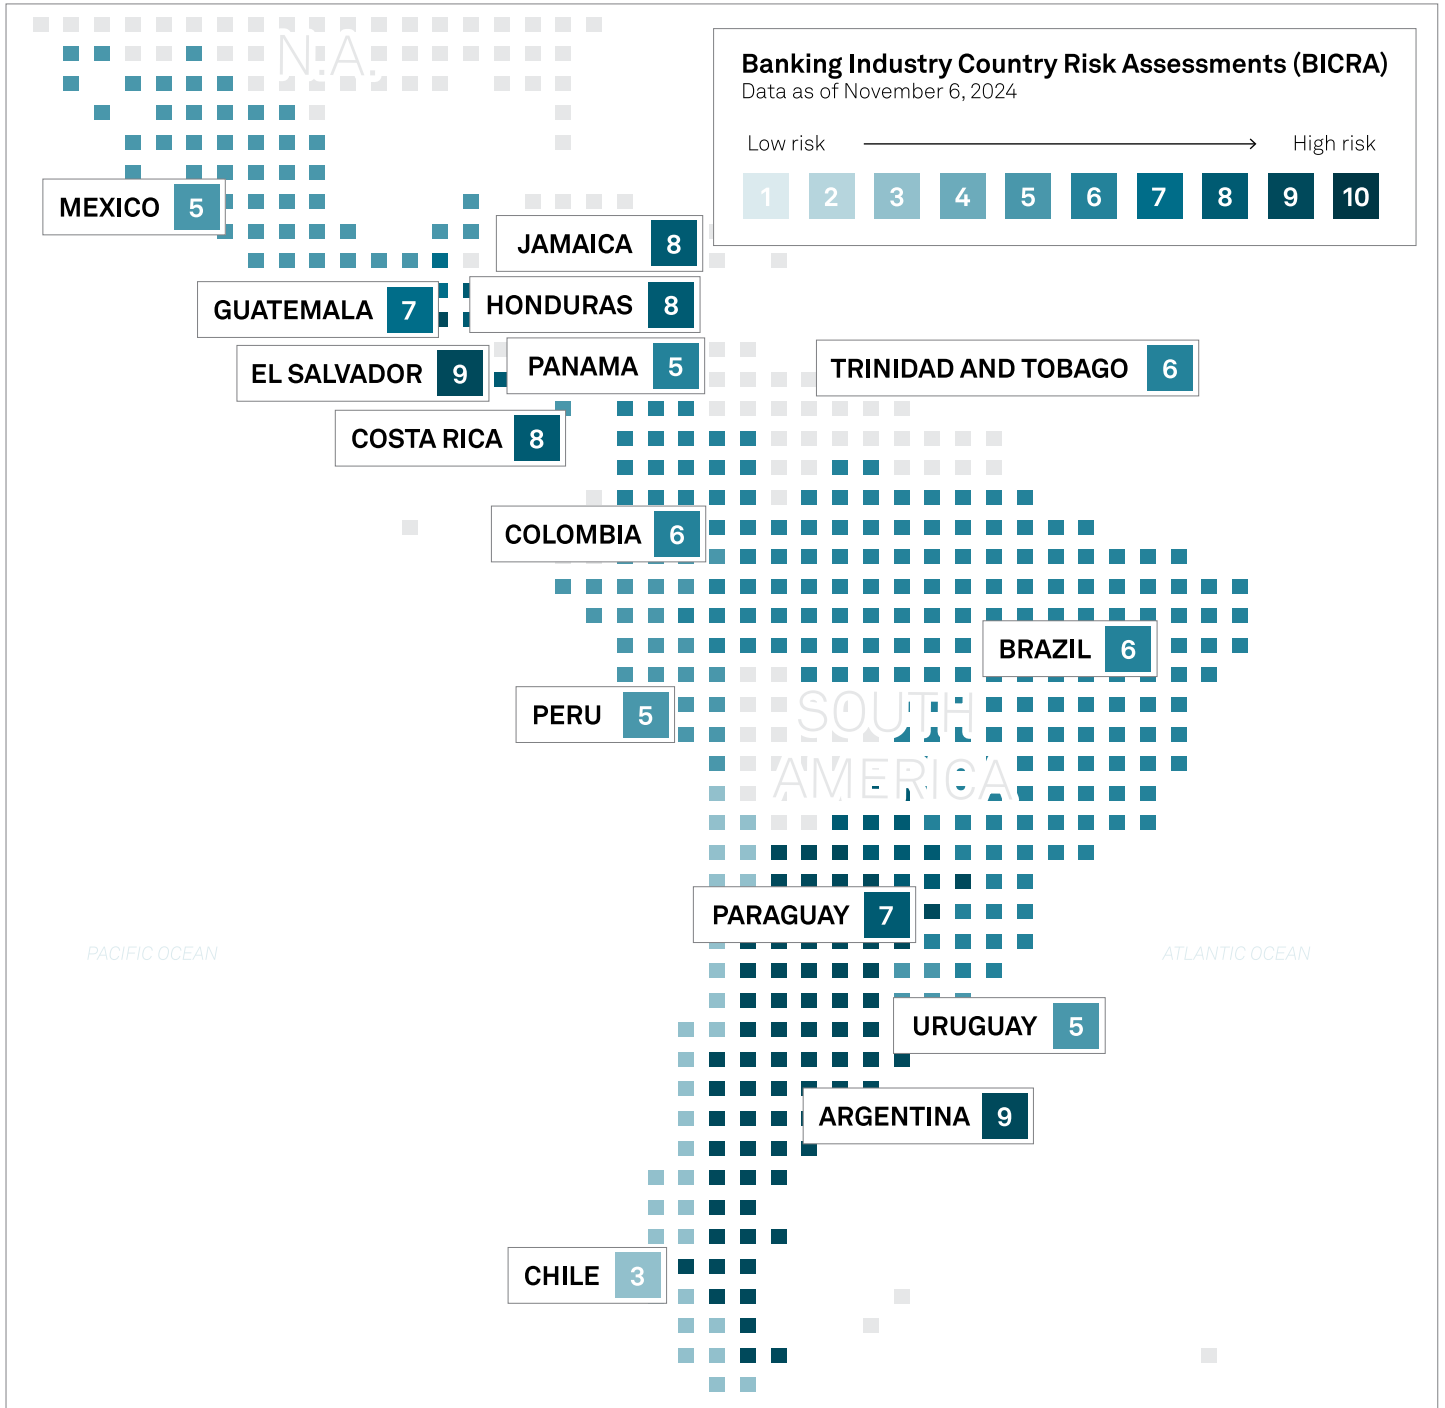 N.A.
Banking Industry Country Risk Assessments (BICRA)
Data as of November 6, 2024
Low risk
High risk
1 2 3 4 5 6 7 8 9 10
MEXICO 5
JAMAICA 8
GUATEMALA 7
HONDURAS 8
EL SALVADOR 9
PANAMA 5
TRINIDAD AND TOBAGO 6
COSTA RICA 8
COLOMBIA 6
BRAZIL 6
PERU 5
SOUTH
AMERICA
PARAGUAY 7
PACIFIC OCEAN
ATLANTIC OCEAN
URUGUAY 5
ARGENTINA 9
CHILE 3